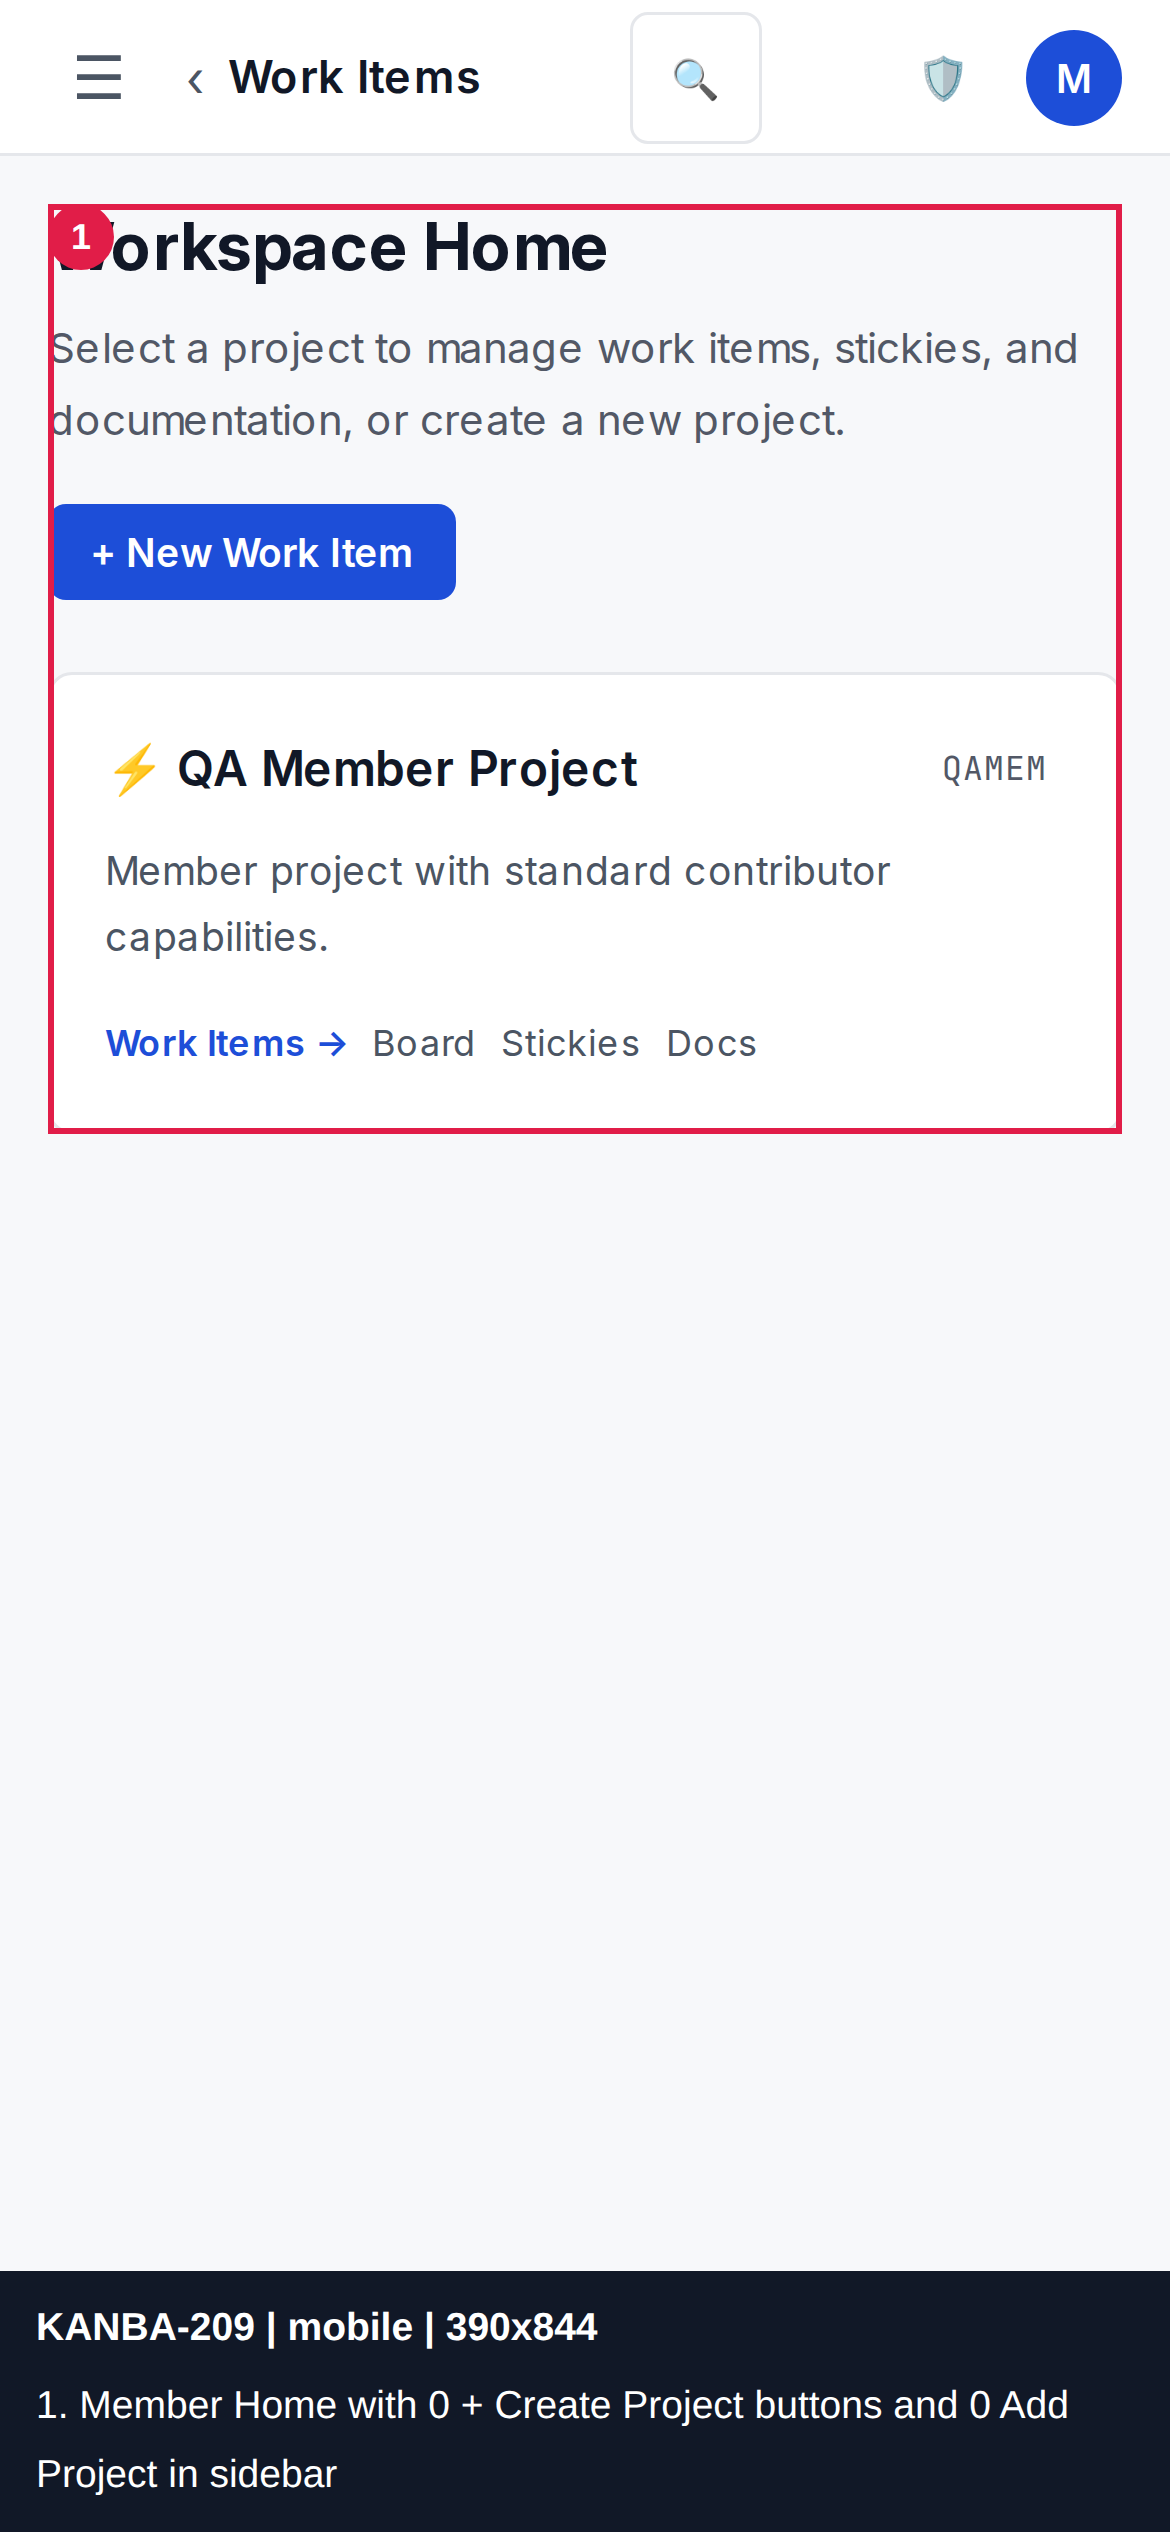 ☰ ‹ Work Items 🔍 🛡️ M
1
Workspace Home
Select a project to manage work items, stickies, and
documentation, or create a new project.
+ New Work Item
⚡ QA Member Project QAMEM
Member project with standard contributor
capabilities.
Work Items → Board Stickies Docs
KANBA-209 | mobile | 390x844
1. Member Home with 0 + Create Project buttons and 0 Add
Project in sidebar